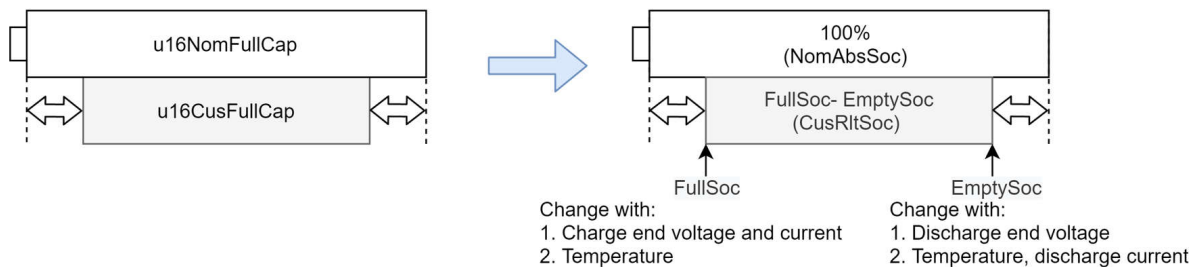 u16NomFullCap
u16CusFullCap
100%
(NomAbsSoc)
FullSoc- EmptySoc
(CusRltSoc)
FullSoc
EmptySoc
Change with:
1. Charge end voltage and current
2. Temperature
Change with:
1. Discharge end voltage
2. Temperature, discharge current